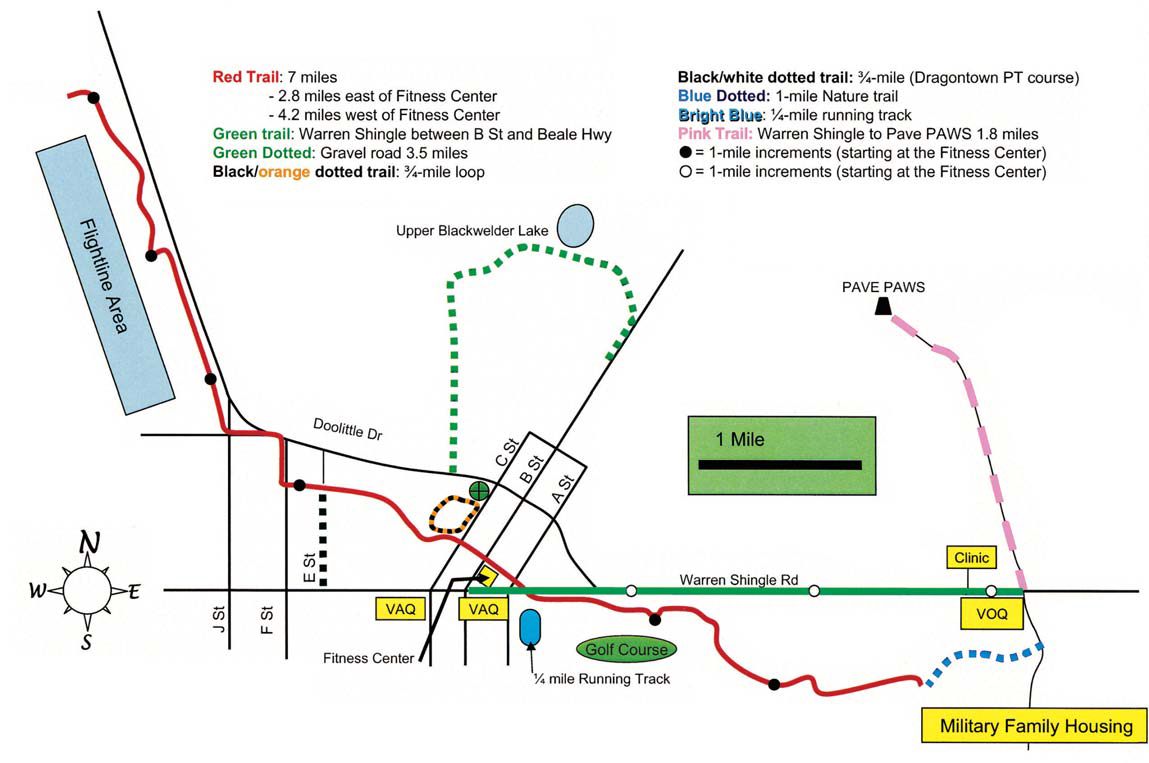 Red Trail: 7 miles
- 2.8 miles east of Fitness Center
- 4.2 miles west of Fitness Center
Green trail: Warren Shingle between B St and Beale Hwy
Green Dotted: Gravel road 3.5 miles
Black/orange dotted trail: ¾-mile loop
Black/white dotted trail: ¾-mile (Dragontown PT course)
Blue Dotted: 1-mile Nature trail
Bright Blue: ¼-mile running track
Pink Trail: Warren Shingle to Pave PAWS 1.8 miles
= 1-mile increments (starting at the Fitness Center)
= 1-mile increments (starting at the Fitness Center)
Upper Blackwelder Lake
Flightline Area
PAVE PAWS
Doolittle Dr
C St
B St
A St
1 Mile
N
W
E
S
J St
F St
E St
Clinic
Warren Shingle Rd
VAQ
VAQ
VOQ
Fitness Center
Golf Course
¼ mile Running Track
Military Family Housing